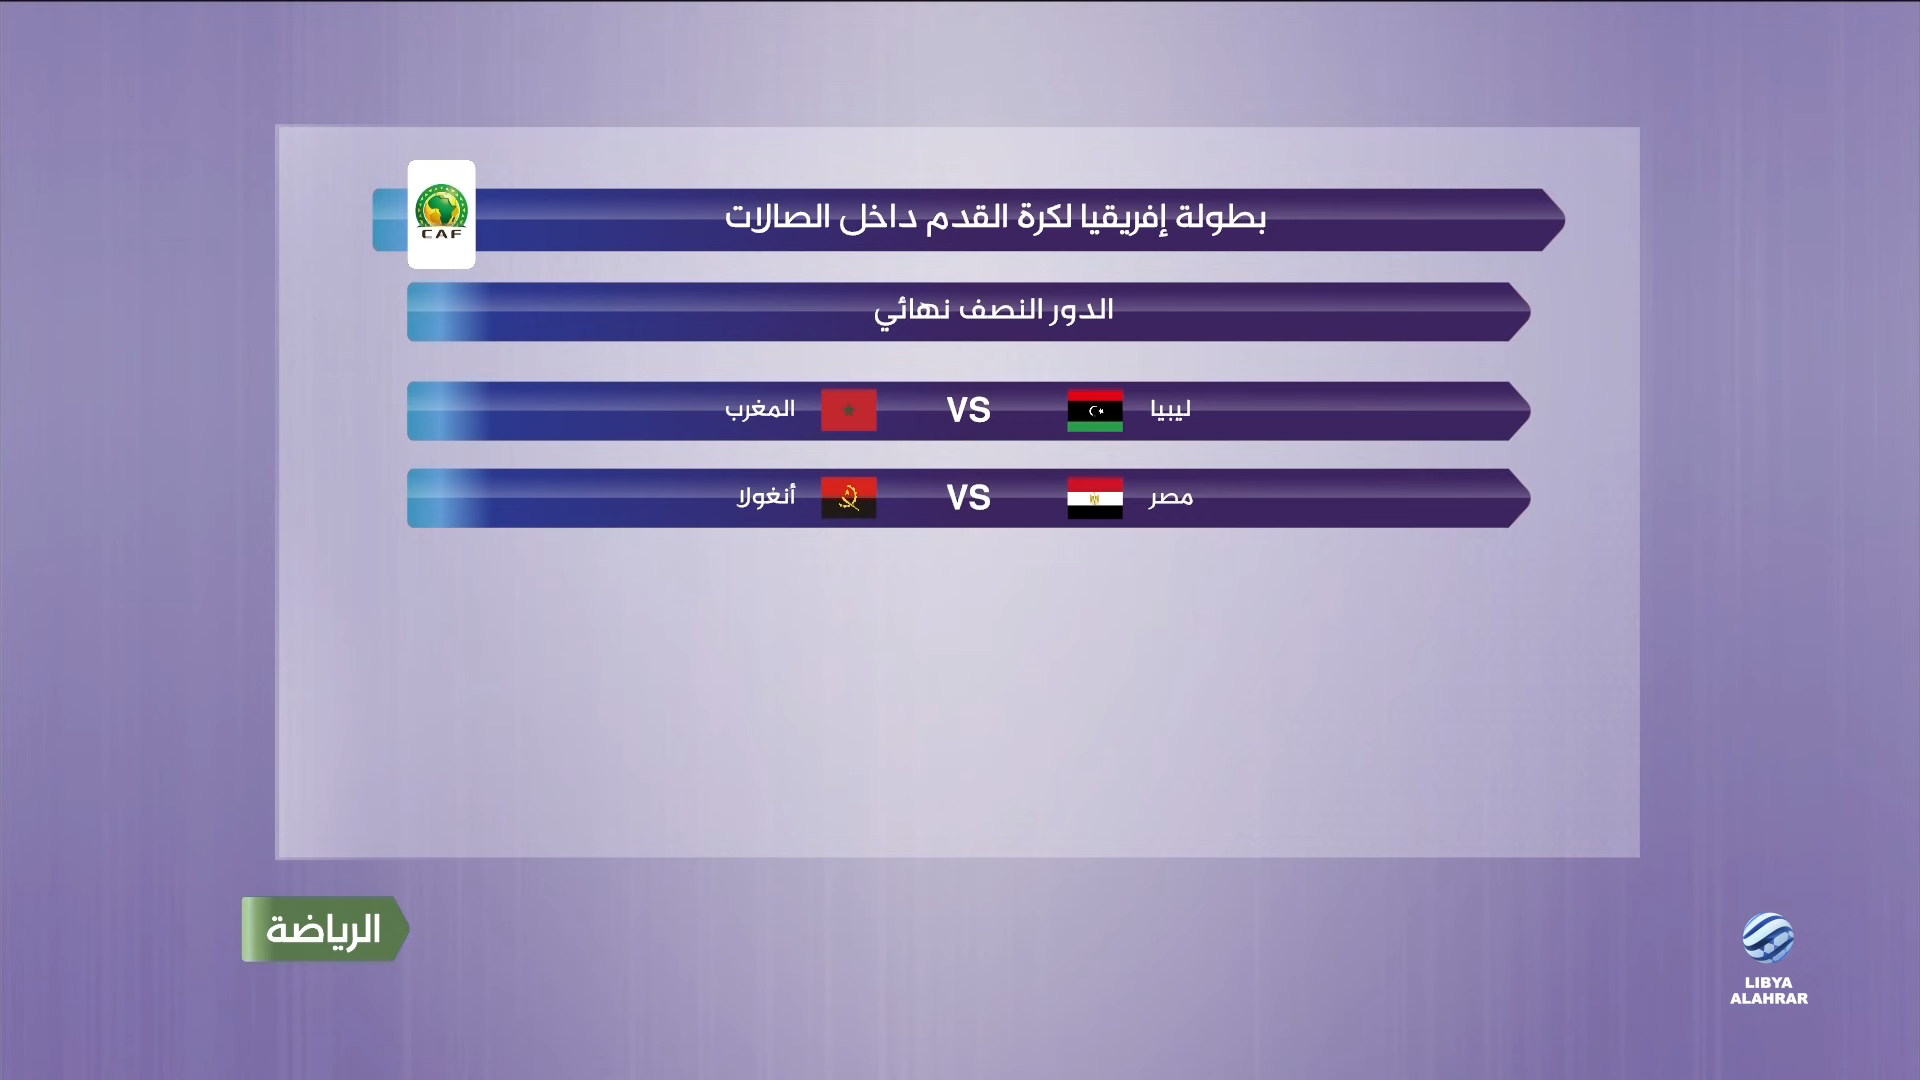 CAF
بطولة إفريقيا لكرة القدم داخل الصالات
الدور النصف نهائي
ليبيا VS المغرب
مصر VS أنغولا
الرياضة
LIBYA
ALAHRAR